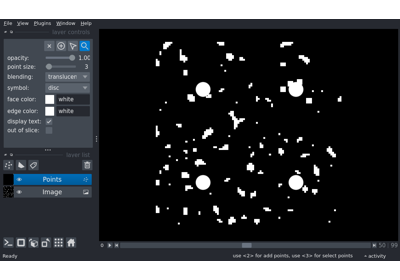 File View Plugins Window Help
layer controls
opacity: 1.00
point size: 3
blending: translucen
symbol: disc
face color: white
edge color: white
display text:
out of slice:
layer list
Points
Image
0 50 99
Ready use <2> for add points, use <3> for select points activity